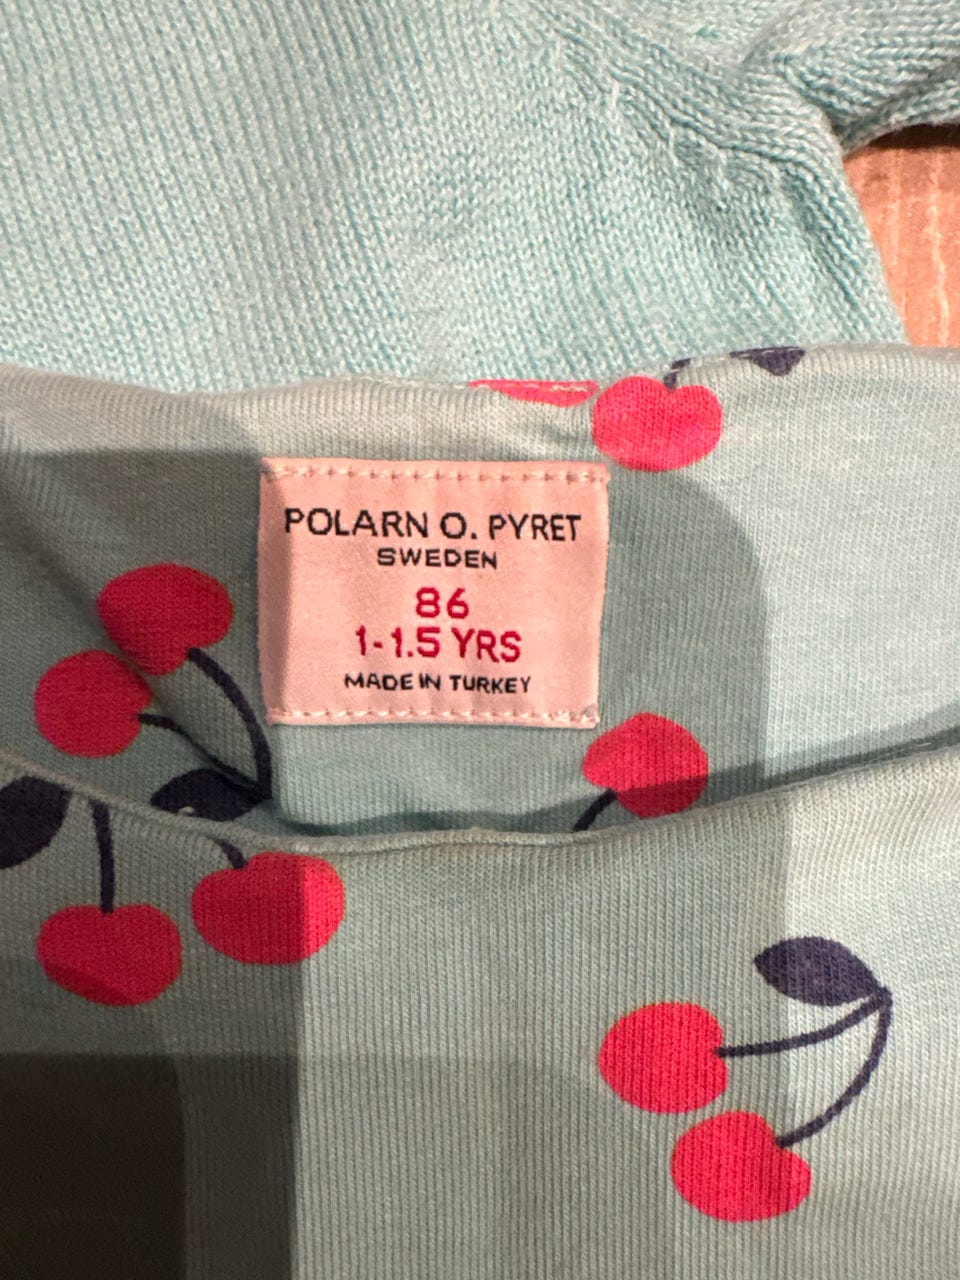 POLARN O. PYRET
SWEDEN
86
1-1.5 YRS
MADE IN TURKEY